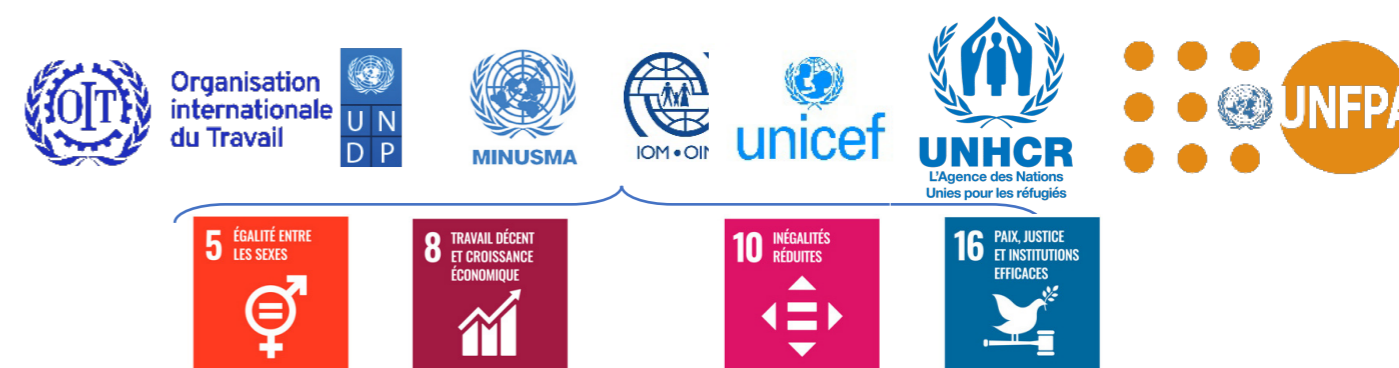 OIT
Organisation
internationale
du Travail
U N
D P
MINUSMA
IOM • OIM
unicef
UNHCR
L'Agence des Nations
Unies pour les réfugiés
UNFPA
5 ÉGALITÉ ENTRE
LES SEXES
8 TRAVAIL DÉCENT
ET CROISSANCE
ÉCONOMIQUE
10 INÉGALITÉS
RÉDUITES
16 PAIX, JUSTICE
ET INSTITUTIONS
EFFICACES